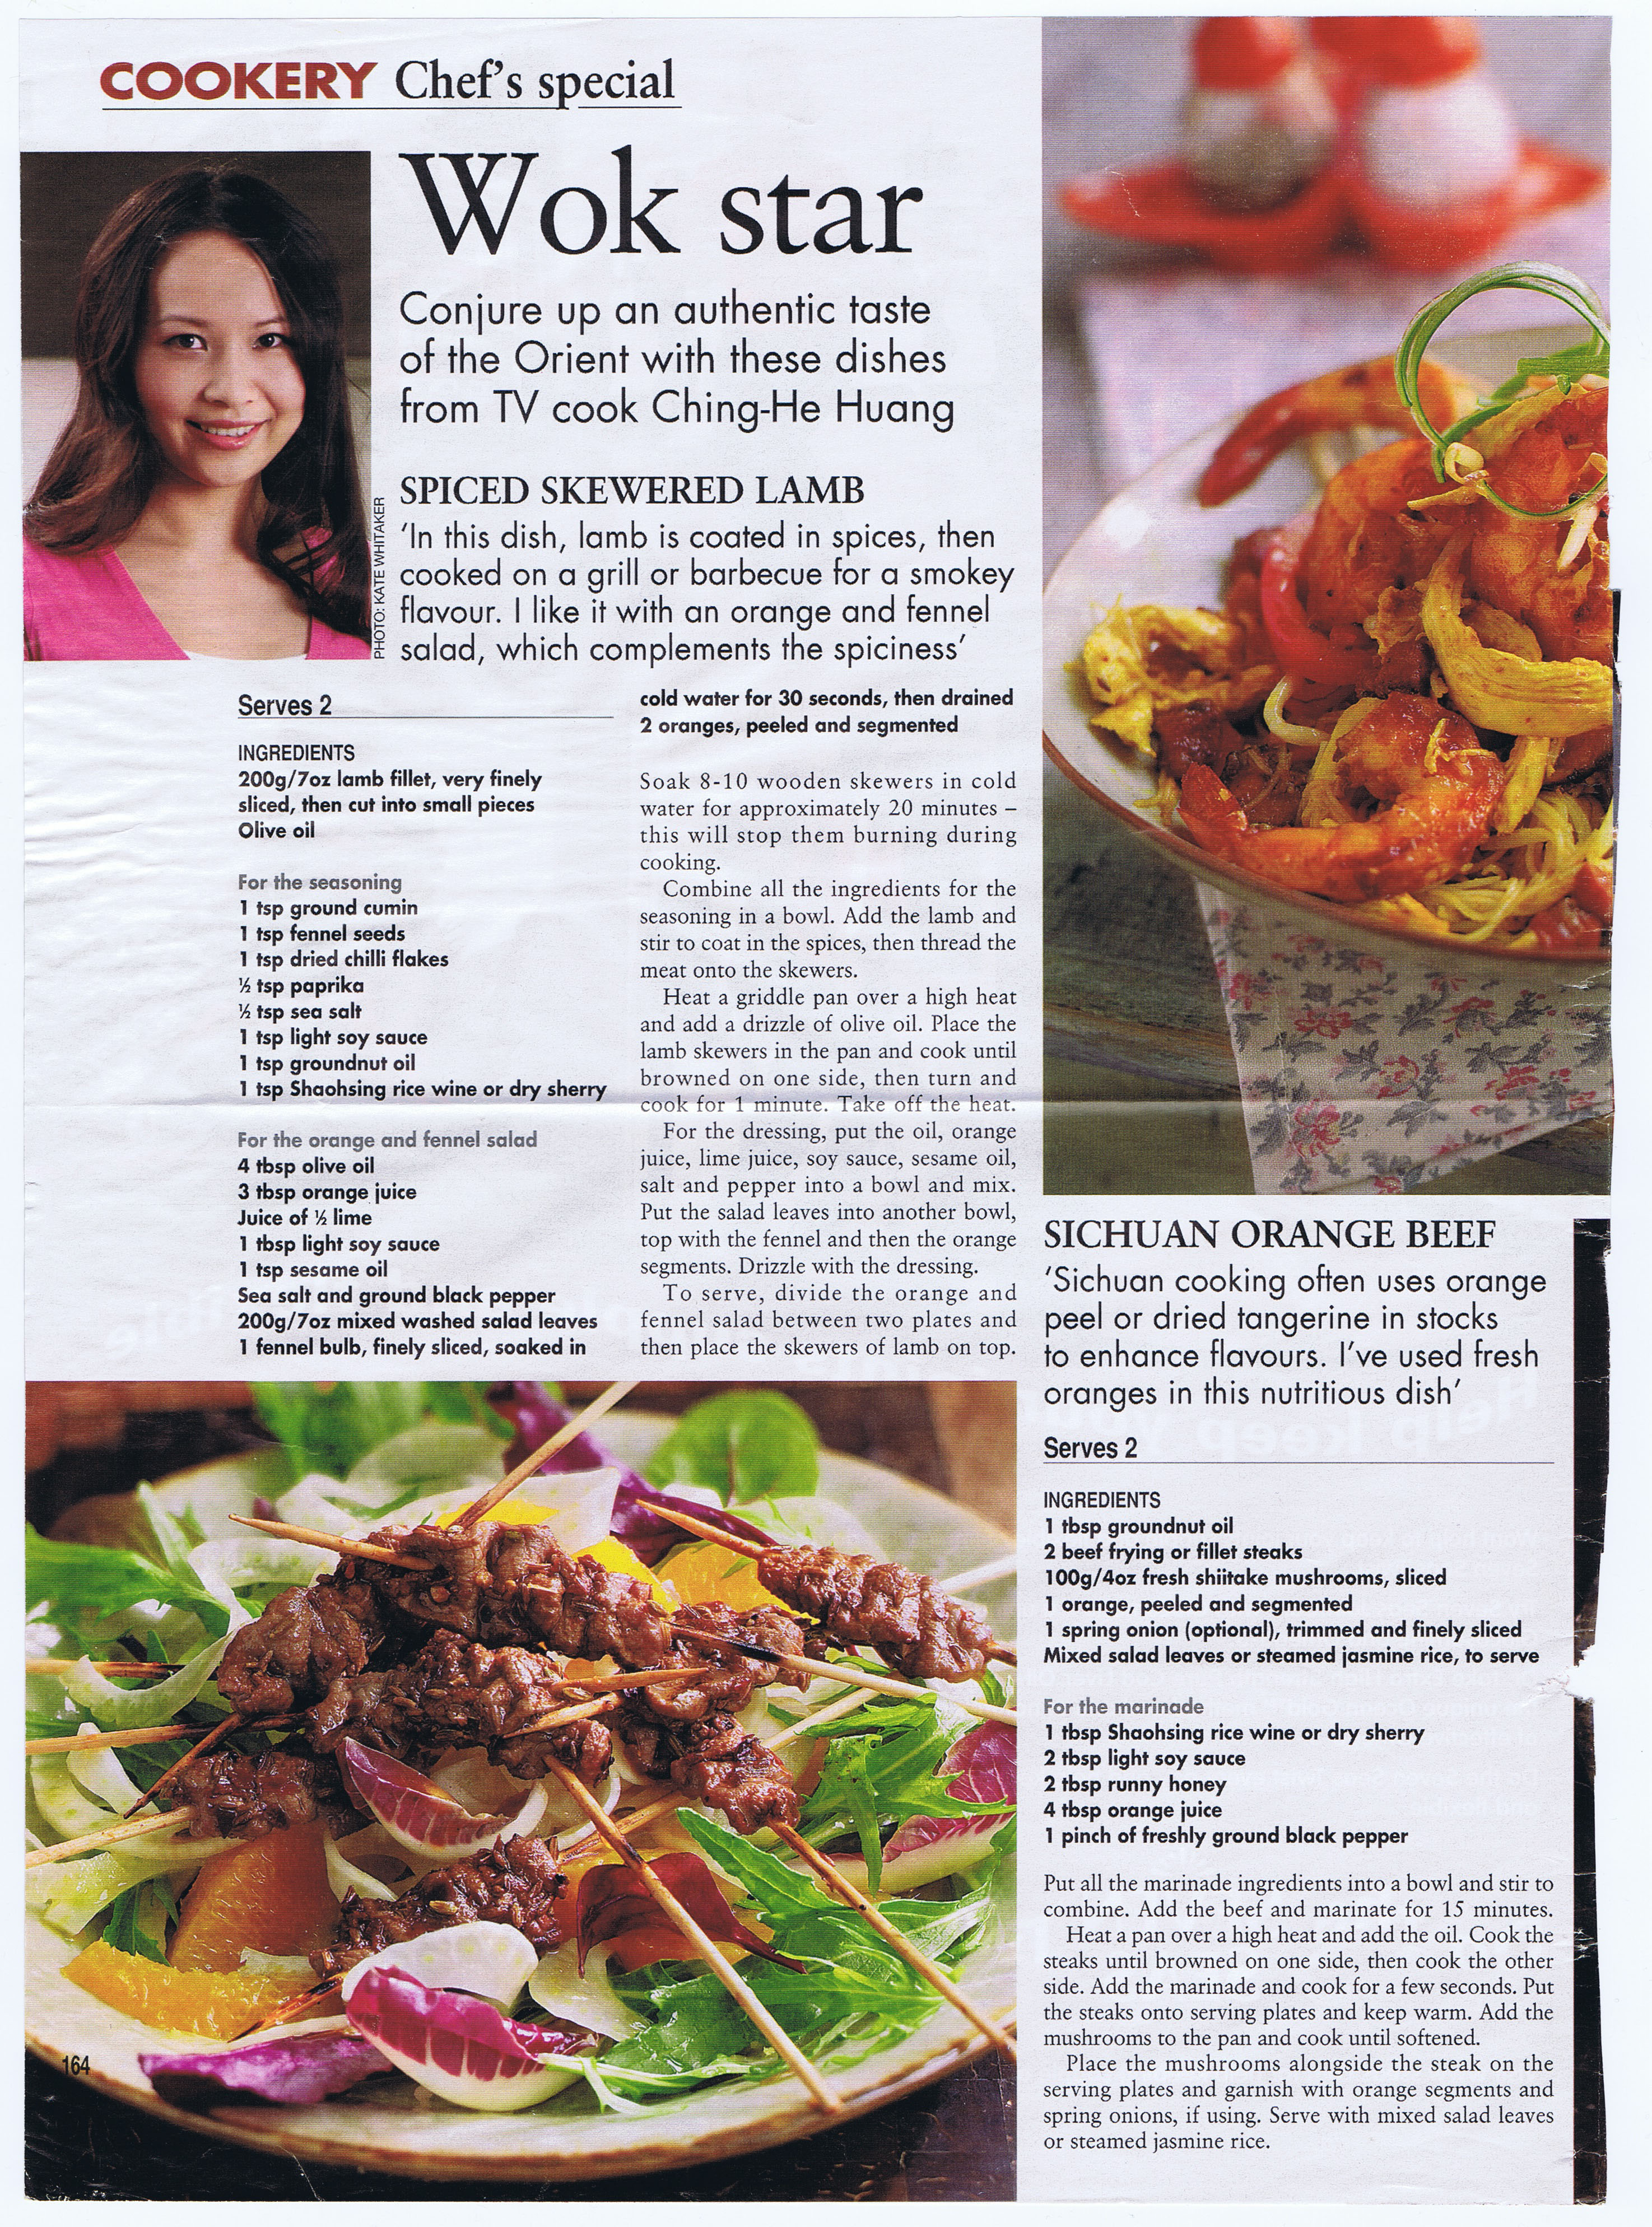 COOKERY Chef's special
Wok star
Conjure up an authentic taste
of the Orient with these dishes
from TV cook Ching-He Huang
PHOTO: KATE WHITAKER
SPICED SKEWERED LAMB
'In this dish, lamb is coated in spices, then
cooked on a grill or barbecue for a smokey
flavour. I like it with an orange and fennel
salad, which complements the spiciness'
Serves 2
INGREDIENTS
200g/7oz lamb fillet, very finely
sliced, then cut into small pieces
Olive oil
For the seasoning
1 tsp ground cumin
1 tsp fennel seeds
1 tsp dried chilli flakes
½ tsp paprika
½ tsp sea salt
1 tsp light soy sauce
1 tsp groundnut oil
1 tsp Shaohsing rice wine or dry sherry
For the orange and fennel salad
4 tbsp olive oil
3 tbsp orange juice
Juice of ½ lime
1 tbsp light soy sauce
1 tsp sesame oil
Sea salt and ground black pepper
200g/7oz mixed washed salad leaves
1 fennel bulb, finely sliced, soaked in
cold water for 30 seconds, then drained
2 oranges, peeled and segmented
Soak 8-10 wooden skewers in cold
water for approximately 20 minutes –
this will stop them burning during
cooking.
Combine all the ingredients for the
seasoning in a bowl. Add the lamb and
stir to coat in the spices, then thread the
meat onto the skewers.
Heat a griddle pan over a high heat
and add a drizzle of olive oil. Place the
lamb skewers in the pan and cook until
browned on one side, then turn and
cook for 1 minute. Take off the heat.
For the dressing, put the oil, orange
juice, lime juice, soy sauce, sesame oil,
salt and pepper into a bowl and mix.
Put the salad leaves into another bowl,
top with the fennel and then the orange
segments. Drizzle with the dressing.
To serve, divide the orange and
fennel salad between two plates and
then place the skewers of lamb on top.
SICHUAN ORANGE BEEF
'Sichuan cooking often uses orange
peel or dried tangerine in stocks
to enhance flavours. I've used fresh
oranges in this nutritious dish'
Serves 2
INGREDIENTS
1 tbsp groundnut oil
2 beef frying or fillet steaks
100g/4oz fresh shiitake mushrooms, sliced
1 orange, peeled and segmented
1 spring onion (optional), trimmed and finely sliced
Mixed salad leaves or steamed jasmine rice, to serve
For the marinade
1 tbsp Shaohsing rice wine or dry sherry
2 tbsp light soy sauce
2 tbsp runny honey
4 tbsp orange juice
1 pinch of freshly ground black pepper
Put all the marinade ingredients into a bowl and stir to
combine. Add the beef and marinate for 15 minutes.
Heat a pan over a high heat and add the oil. Cook the
steaks until browned on one side, then cook the other
side. Add the marinade and cook for a few seconds. Put
the steaks onto serving plates and keep warm. Add the
mushrooms to the pan and cook until softened.
Place the mushrooms alongside the steak on the
serving plates and garnish with orange segments and
spring onions, if using. Serve with mixed salad leaves
or steamed jasmine rice.
164